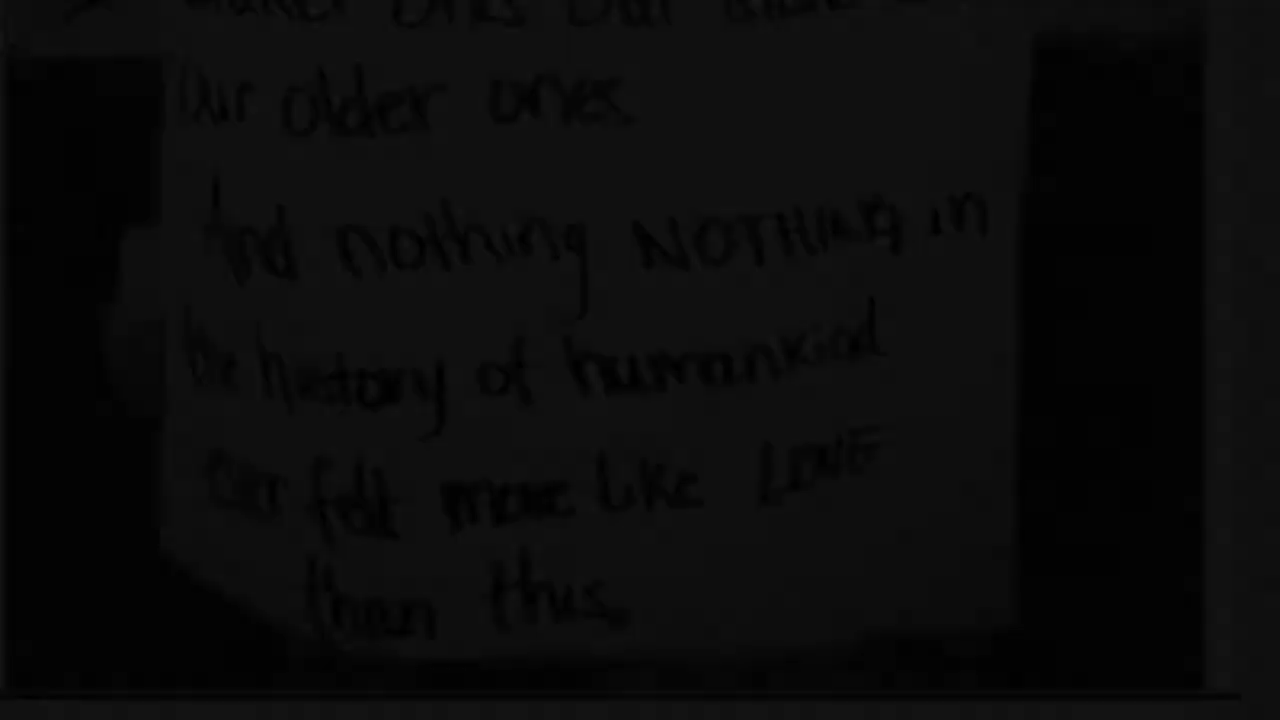 our older ones.
And nothing NOTHING in
the history of humankind
ever felt more like LOVE
than this.